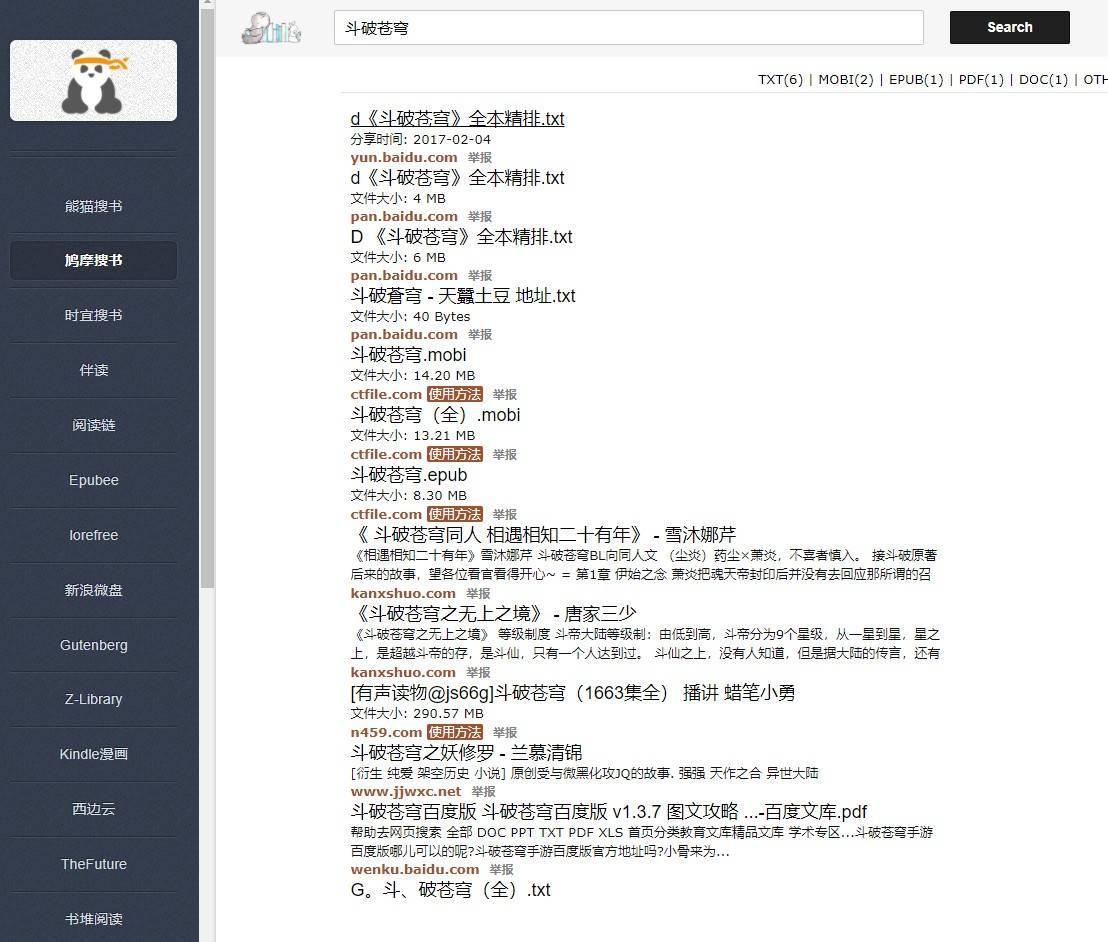 熊猫搜书
鸠摩搜书
时宜搜书
伴读
阅读链
Epubee
lorefree
新浪微盘
Gutenberg
Z-Library
Kindle漫画
西边云
TheFuture
书堆阅读
斗破苍穹
Search
TXT(6) | MOBI(2) | EPUB(1) | PDF(1) | DOC(1) | OTH
d《斗破苍穹》全本精排.txt
分享时间: 2017-02-04
yun.baidu.com 举报
d《斗破苍穹》全本精排.txt
文件大小: 4 MB
pan.baidu.com 举报
D 《斗破苍穹》全本精排.txt
文件大小: 6 MB
pan.baidu.com 举报
斗破蒼穹 - 天蠶土豆 地址.txt
文件大小: 40 Bytes
pan.baidu.com 举报
斗破苍穹.mobi
文件大小: 14.20 MB
ctfile.com 使用方法 举报
斗破苍穹（全）.mobi
文件大小: 13.21 MB
ctfile.com 使用方法 举报
斗破苍穹.epub
文件大小: 8.30 MB
ctfile.com 使用方法 举报
《 斗破苍穹同人 相遇相知二十有年》 - 雪沐娜芹
《相遇相知二十有年》雪沐娜芹 斗破苍穹BL向同人文 （尘炎）药尘×萧炎，不喜者慎入。 接斗破原著
后来的故事，望各位看官看得开心~ = 第1章 伊始之念 萧炎把魂天帝封印后并没有去回应那所谓的召
kanxshuo.com 举报
《斗破苍穹之无上之境》 - 唐家三少
《斗破苍穹之无上之境》 等级制度 斗帝大陆等级制：由低到高，斗帝分为9个星级，从一星到星，星之
上，是超越斗帝的存，是斗仙，只有一个人达到过。 斗仙之上，没有人知道，但是据大陆的传言，还有
kanxshuo.com 举报
[有声读物@js66g]斗破苍穹（1663集全） 播讲 蜡笔小勇
文件大小: 290.57 MB
n459.com 使用方法 举报
斗破苍穹之妖修罗 - 兰慕清锦
[衍生 纯爱 架空历史 小说] 原创受与微黑化攻JQ的故事. 强强 天作之合 异世大陆
www.jjwxc.net 举报
斗破苍穹百度版 斗破苍穹百度版 v1.3.7 图文攻略 ...-百度文库.pdf
帮助去网页搜索 全部 DOC PPT TXT PDF XLS 首页分类教育文库精品文库 学术专区...斗破苍穹手游
百度版哪儿可以的呢?斗破苍穹手游百度版官方地址吗?小骨来为...
wenku.baidu.com 举报
G。斗、破苍穹（全）.txt